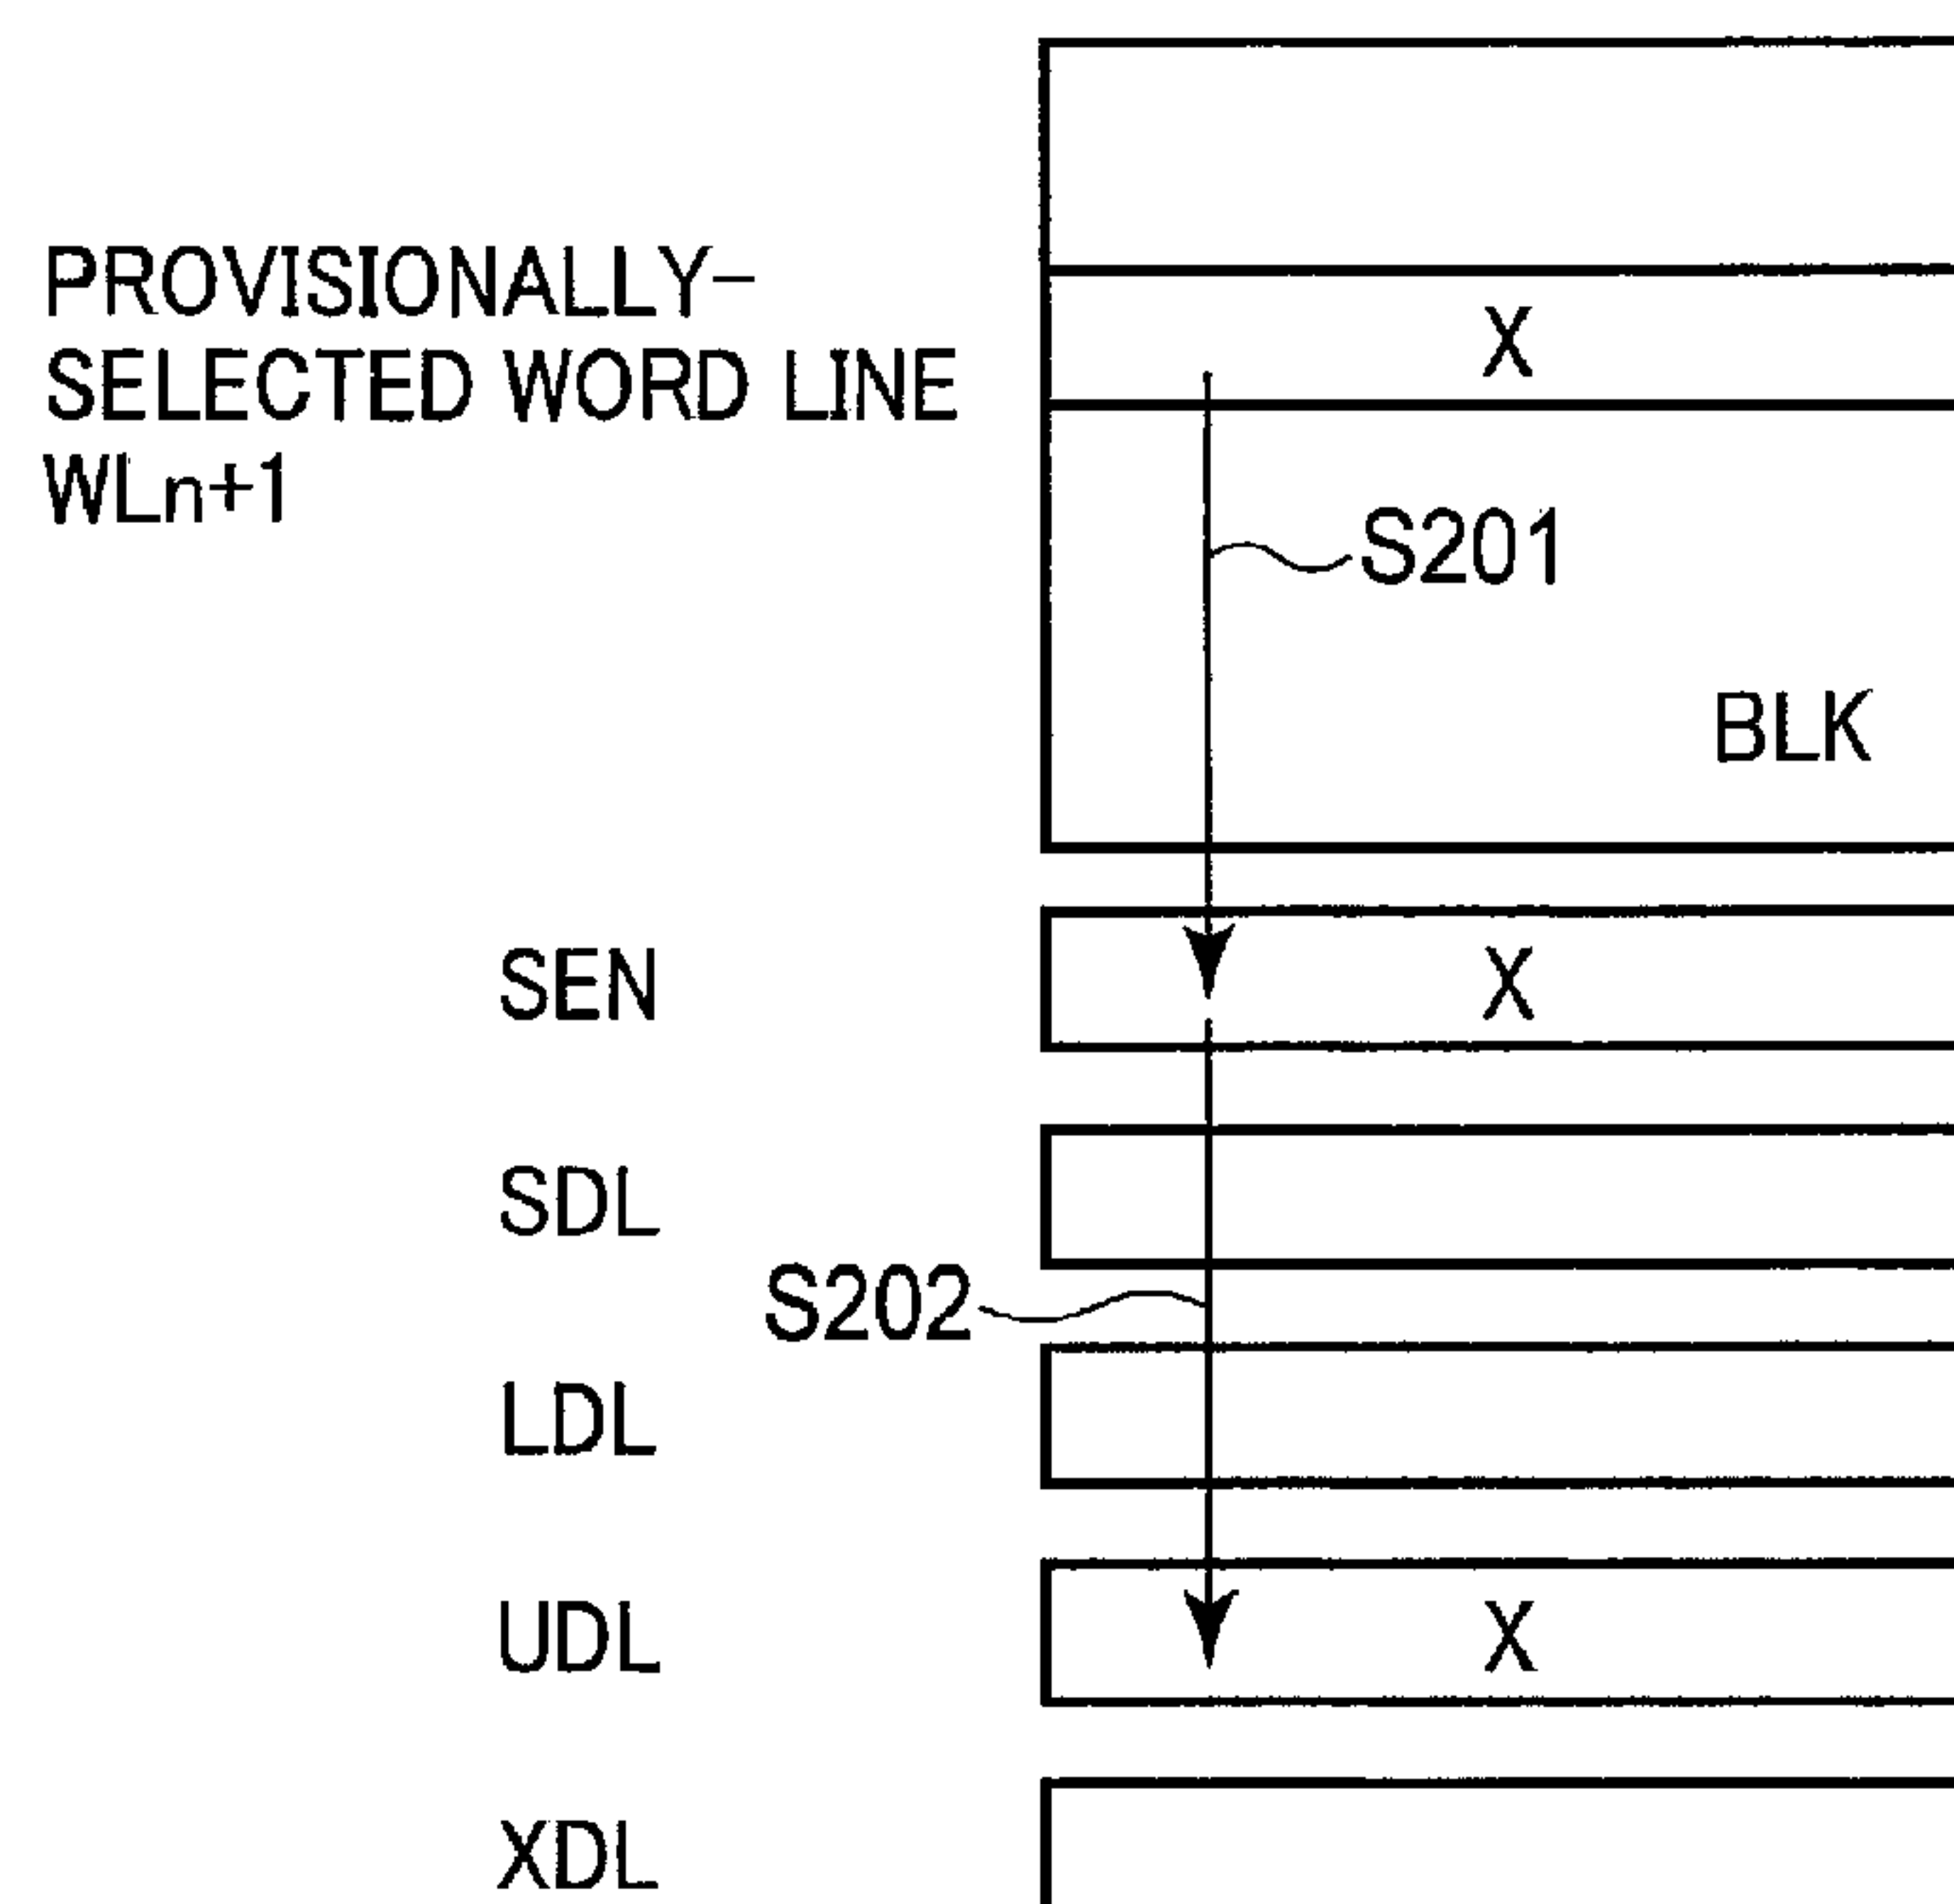 PROVISIONALLY-
SELECTED WORD LINE
WLn+1
X
S201
BLK
SEN
X
SDL
S202
LDL
UDL
X
XDL